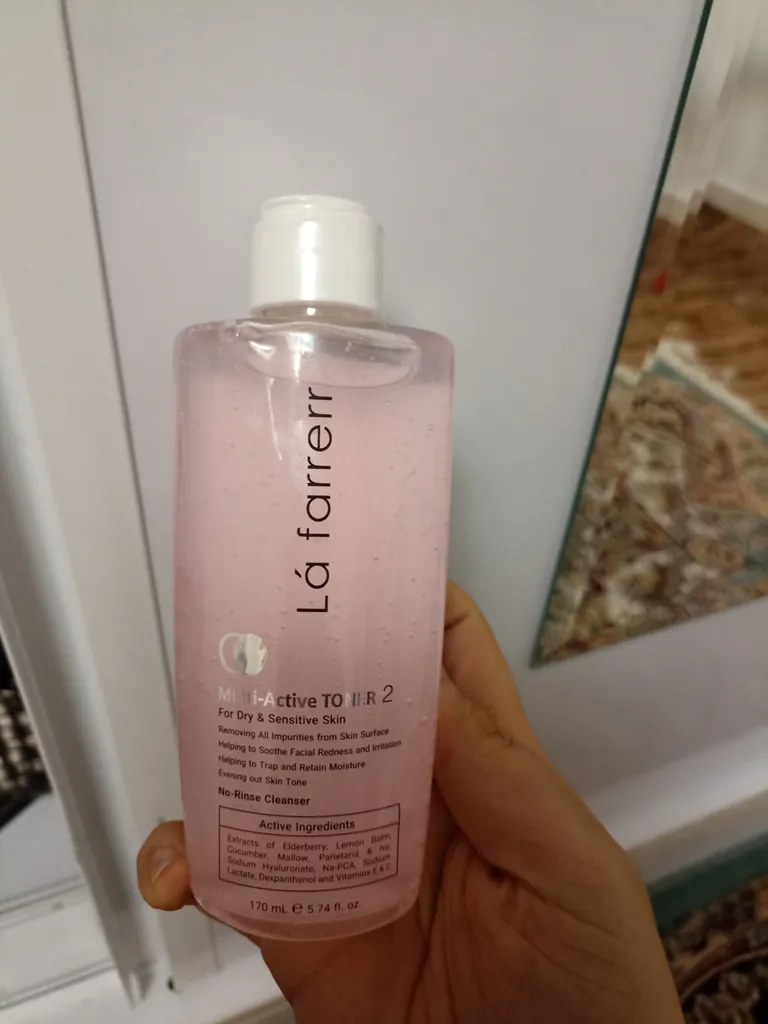 Lá farrerr
Multi-Active TONER 2
For Dry & Sensitive Skin
Removing All Impurities from Skin Surface
Helping to Soothe Facial Redness and Irritation
Helping to Trap and Retain Moisture
Evening out Skin Tone
No-Rinse Cleanser
Active Ingredients
Extracts of Elderberry, Lemon Balm,
Cucumber, Mallow, Parietaria & Ivy,
Sodium Hyaluronate, Na-PCA, Sodium
Lactate, Dexpanthenol and Vitamins E & C
170 mL ℮ 5.74 fl. oz.